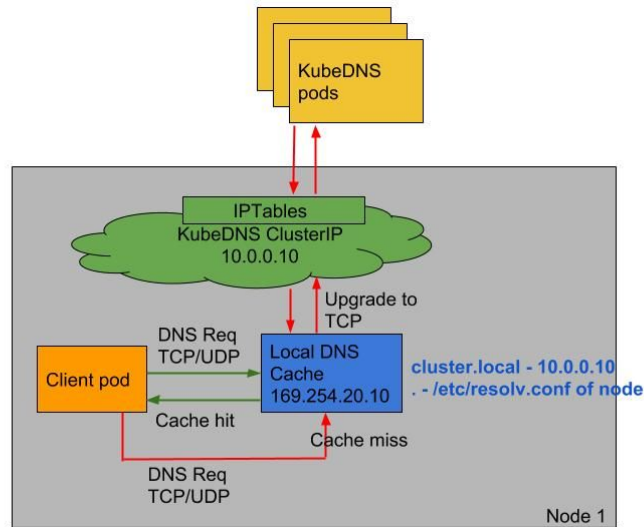 KubeDNS
pods
IPTables
KubeDNS ClusterIP
10.0.0.10
Upgrade to
TCP
DNS Req
TCP/UDP
Client pod
Local DNS
Cache
169.254.20.10
cluster.local - 10.0.0.10
. - /etc/resolv.conf of node
Cache hit
Cache miss
DNS Req
TCP/UDP
Node 1